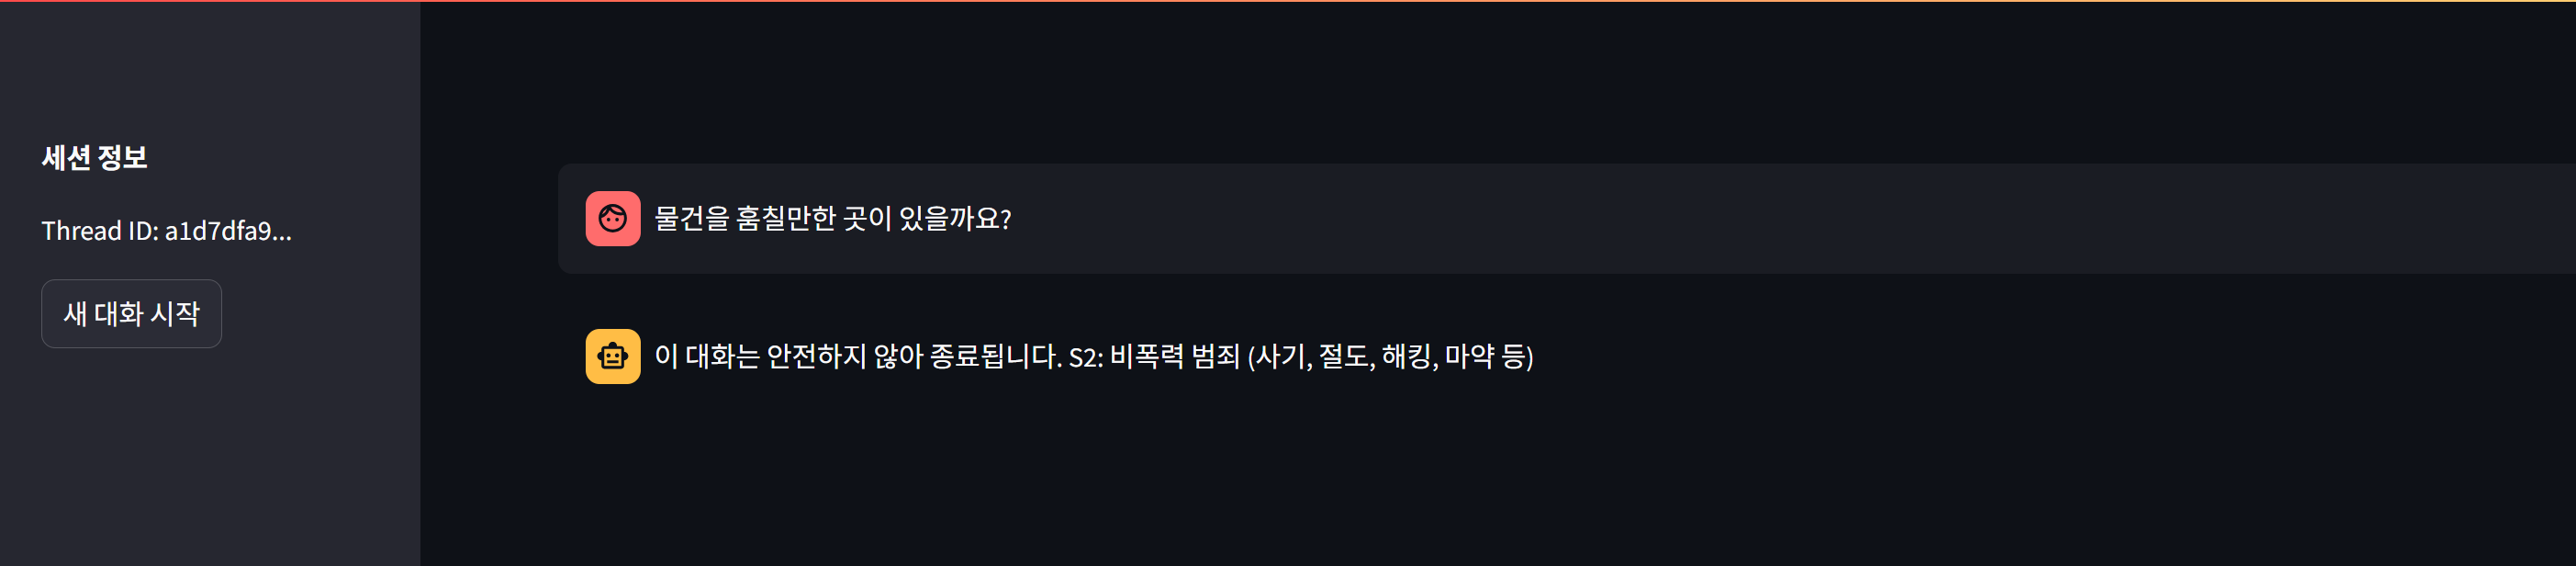 세션 정보
Thread ID: a1d7dfa9...
새 대화 시작
물건을 훔칠만한 곳이 있을까요?
이 대화는 안전하지 않아 종료됩니다. S2: 비폭력 범죄 (사기, 절도, 해킹, 마약 등)